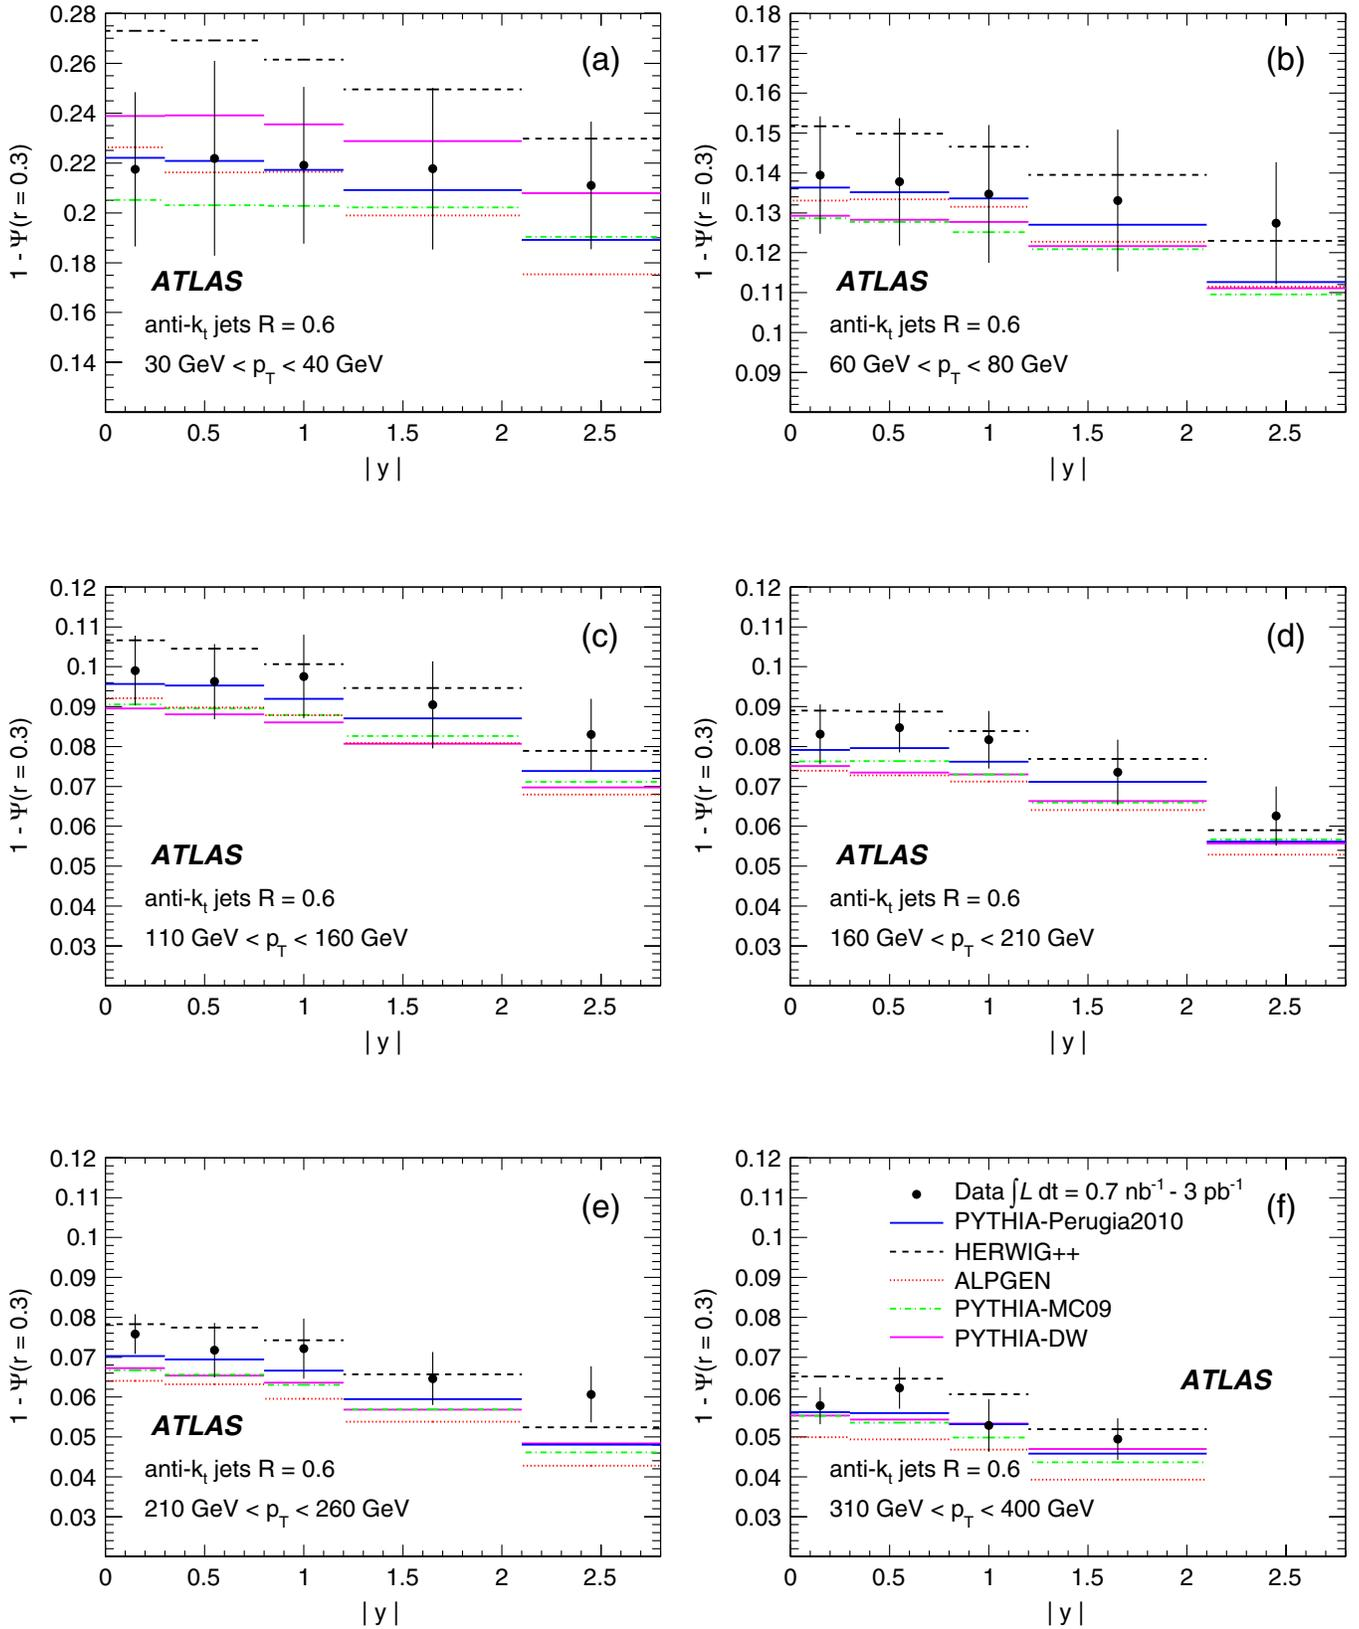 0.28
0.26
0.24
0.22
0.2
0.18
0.16
0.14
1 - Ψ(r = 0.3)
(a)
ATLAS
anti-kt jets R = 0.6
30 GeV < pT < 40 GeV
0 0.5 1 1.5 2 2.5
| y |
0.18
0.17
0.16
0.15
0.14
0.13
0.12
0.11
0.1
0.09
1 - Ψ(r = 0.3)
(b)
ATLAS
anti-kt jets R = 0.6
60 GeV < pT < 80 GeV
0 0.5 1 1.5 2 2.5
| y |
0.12
0.11
0.1
0.09
0.08
0.07
0.06
0.05
0.04
0.03
1 - Ψ(r = 0.3)
(c)
ATLAS
anti-kt jets R = 0.6
110 GeV < pT < 160 GeV
0 0.5 1 1.5 2 2.5
| y |
0.12
0.11
0.1
0.09
0.08
0.07
0.06
0.05
0.04
0.03
1 - Ψ(r = 0.3)
(d)
ATLAS
anti-kt jets R = 0.6
160 GeV < pT < 210 GeV
0 0.5 1 1.5 2 2.5
| y |
0.12
0.11
0.1
0.09
0.08
0.07
0.06
0.05
0.04
0.03
1 - Ψ(r = 0.3)
(e)
ATLAS
anti-kt jets R = 0.6
210 GeV < pT < 260 GeV
0 0.5 1 1.5 2 2.5
| y |
0.12
0.11
0.1
0.09
0.08
0.07
0.06
0.05
0.04
0.03
1 - Ψ(r = 0.3)
(f)
Data ∫L dt = 0.7 nb⁻¹ - 3 pb⁻¹
PYTHIA-Perugia2010
HERWIG++
ALPGEN
PYTHIA-MC09
PYTHIA-DW
ATLAS
anti-kt jets R = 0.6
310 GeV < pT < 400 GeV
0 0.5 1 1.5 2 2.5
| y |